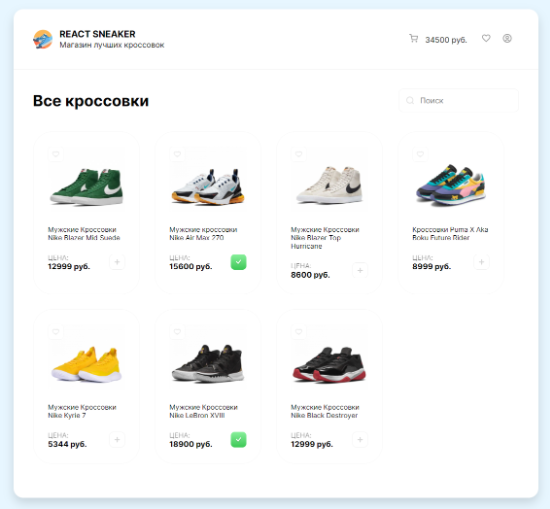 REACT SNEAKER
Магазин лучших кроссовок
34500 руб.
Все кроссовки
Поиск
Мужские Кроссовки
Nike Blazer Mid Suede
ЦЕНА:
12999 руб.
Мужские кроссовки
Nike Air Max 270
ЦЕНА:
15600 руб.
Мужские Кроссовки
Nike Blazer Top
Hurricane
ЦЕНА:
8600 руб.
Кроссовки Puma X Aka
Boku Future Rider
ЦЕНА:
8999 руб.
Мужские Кроссовки
Nike Kyrie 7
ЦЕНА:
5344 руб.
Мужские Кроссовки
Nike LeBron XVIII
ЦЕНА:
18900 руб.
Мужские Кроссовки
Nike Black Destroyer
ЦЕНА:
12999 руб.